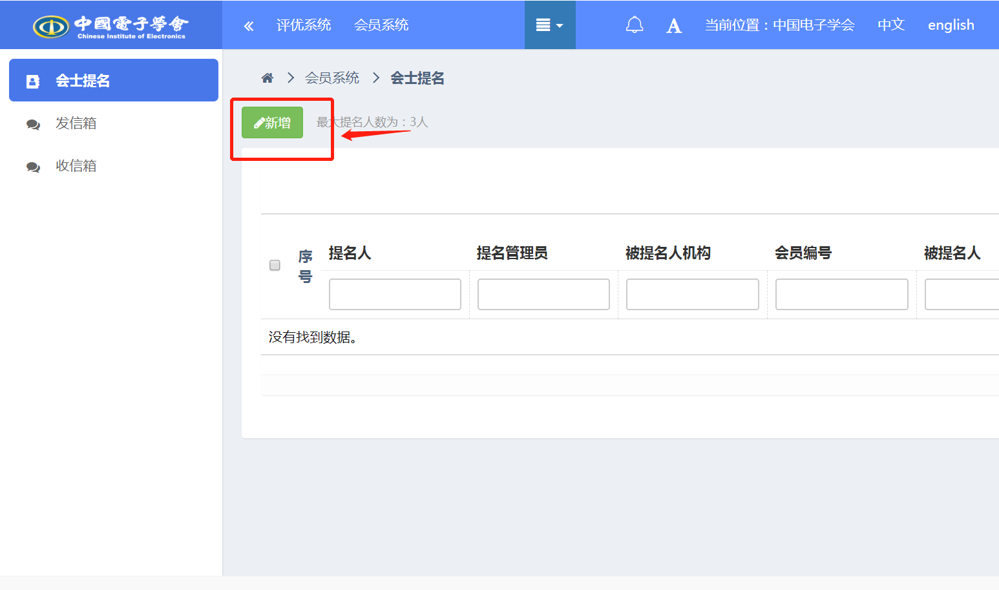 中國電子學會
Chinese Institute of Electronics
评优系统 会员系统
当前位置：中国电子学会 中文 english
会士提名
发信箱
收信箱
会员系统 会士提名
新增 最大提名人数为：3人
序号 提名人 提名管理员 被提名人机构 会员编号 被提名人
没有找到数据。